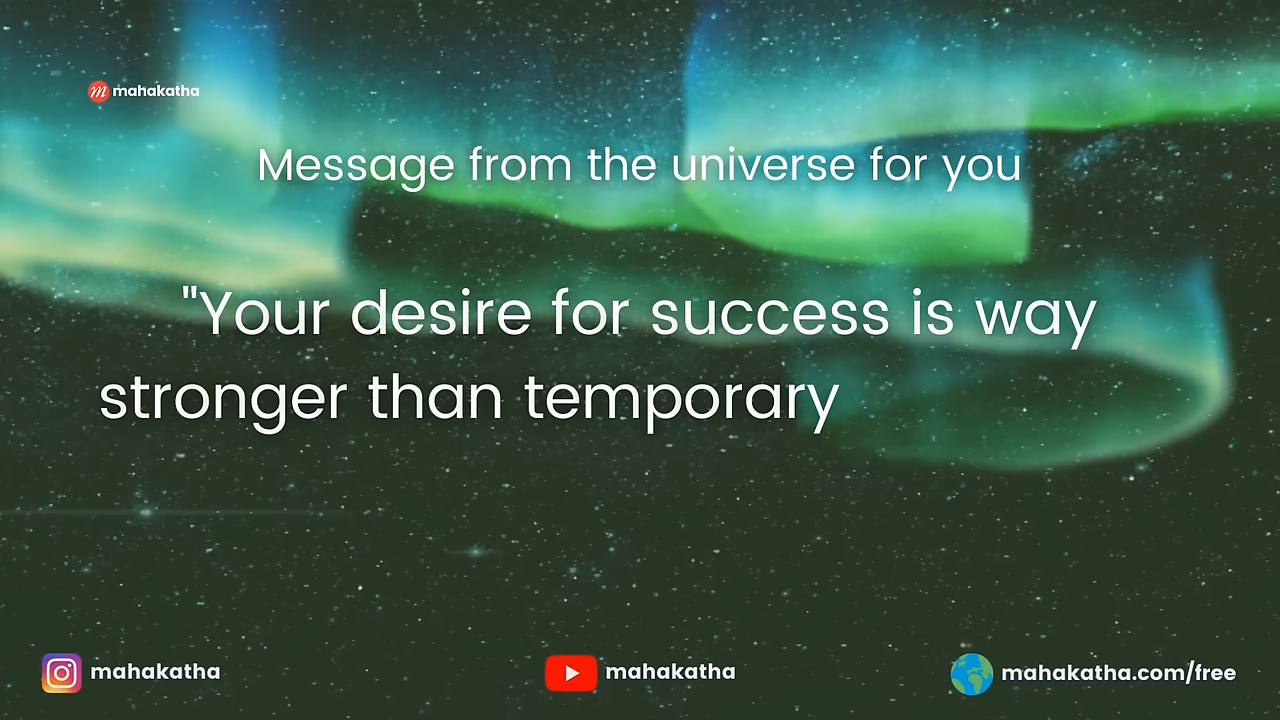 mahakatha
Message from the universe for you
"Your desire for success is way
stronger than temporary
mahakatha
mahakatha
mahakatha.com/free